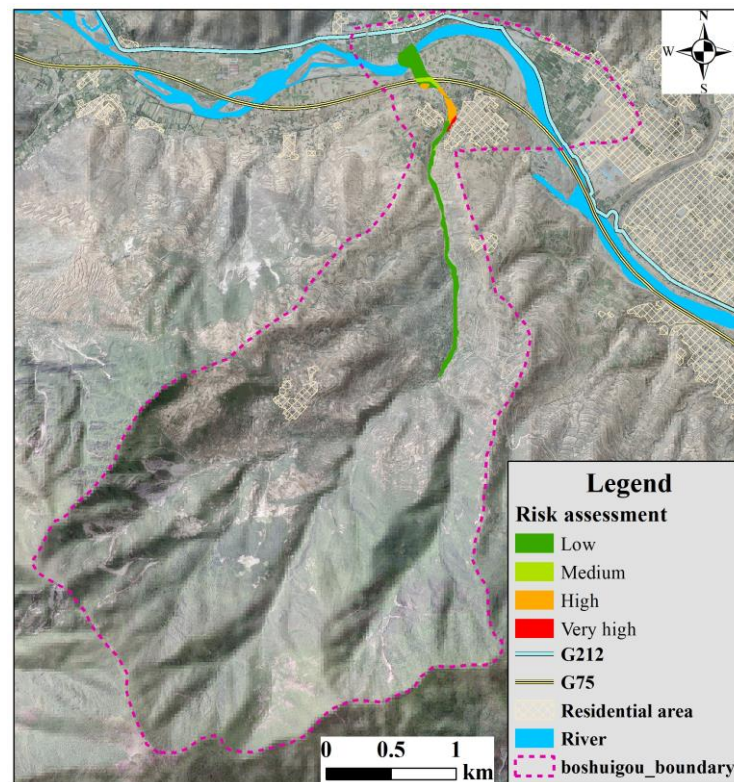 N
W
S
Legend
Risk assessment
Low
Medium
High
Very high
G212
G75
Residential area
River
boshuigou_boundary
0 0.5 1
km